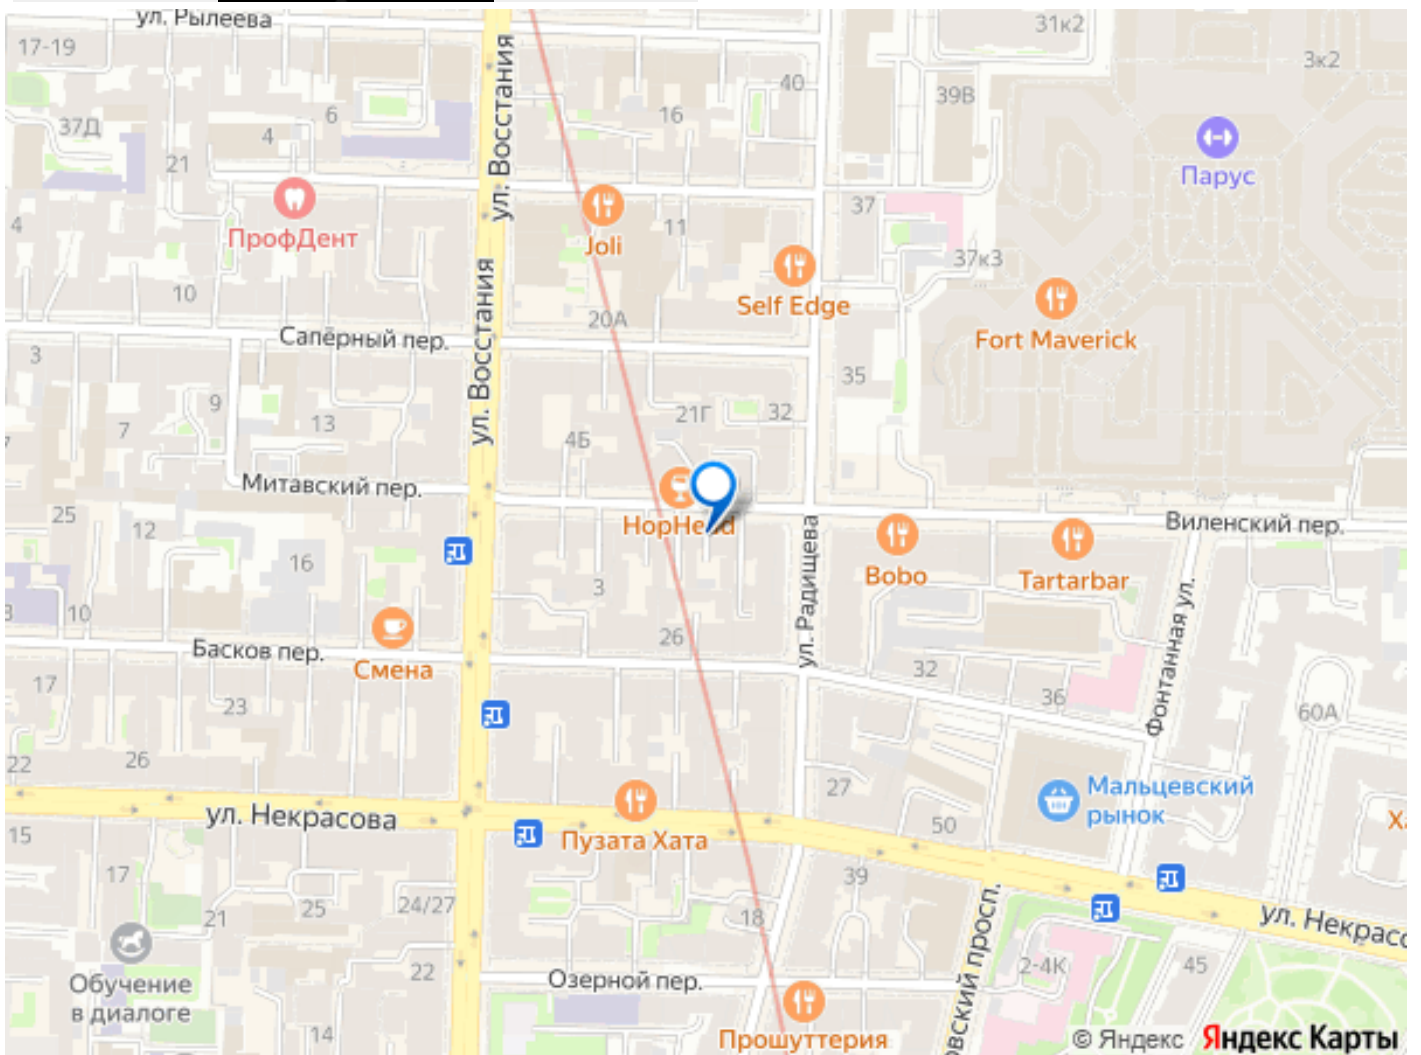 ул. Рылеева
31к2
17-19
3к2
40
39В
6
16
37Д
4
ул. Восстания
21
Парус
37
4
11
ПрофДент
Joli
37к3
10
Self Edge
20А
Сапёрный пер.
Fort Maverick
3
ул. Восстания
35
9
21Г
32
7
13
4Б
Митавский пер.
25
12
HopHead
Виленский пер.
16
Bobo
Tartarbar
3
ул. Радищева
10
26
Басков пер.
Смена
32
Фонтанная ул.
17
36
23
60А
22
26
27
Мальцевский
рынок
ул. Некрасова
15
50
Пузата Хата
17
39
25
24/27
21
18
ул. Некрасо
22
2-4К
45
Обучение
в диалоге
Озерной пер.
вский просп.
14
Прошуттерия
© Яндекс Яндекс Карты